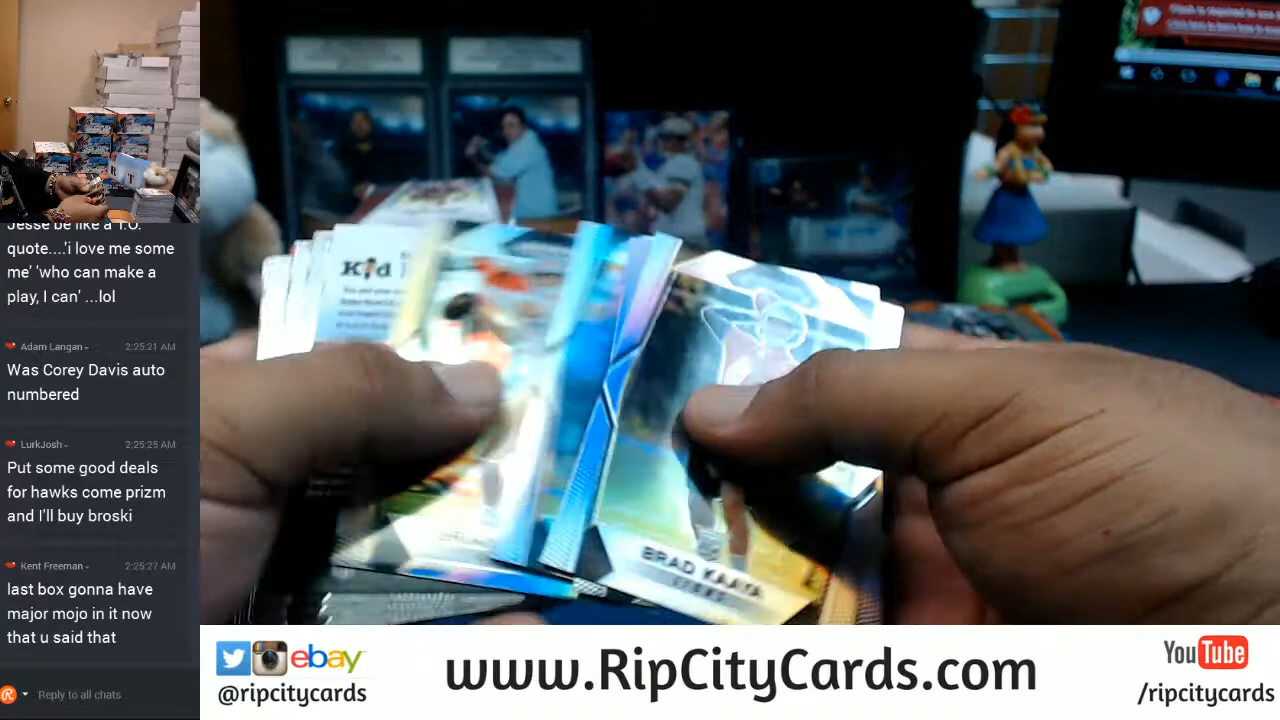 Jesse be like a T.O.
quote....'i love me some
me' 'who can make a
play, I can' ...lol
Adam Langan 2:25:21 AM
Was Corey Davis auto
numbered
LurkJosh 2:25:25 AM
Put some good deals
for hawks come prizm
and I'll buy broski
Kent Freeman 2:25:27 AM
last box gonna have
major mojo in it now
that u said that
Reply to all chats
Kid
BRAD KAAYA
ebay
@ripcitycards
www.RipCityCards.com
YouTube
/ripcitycards